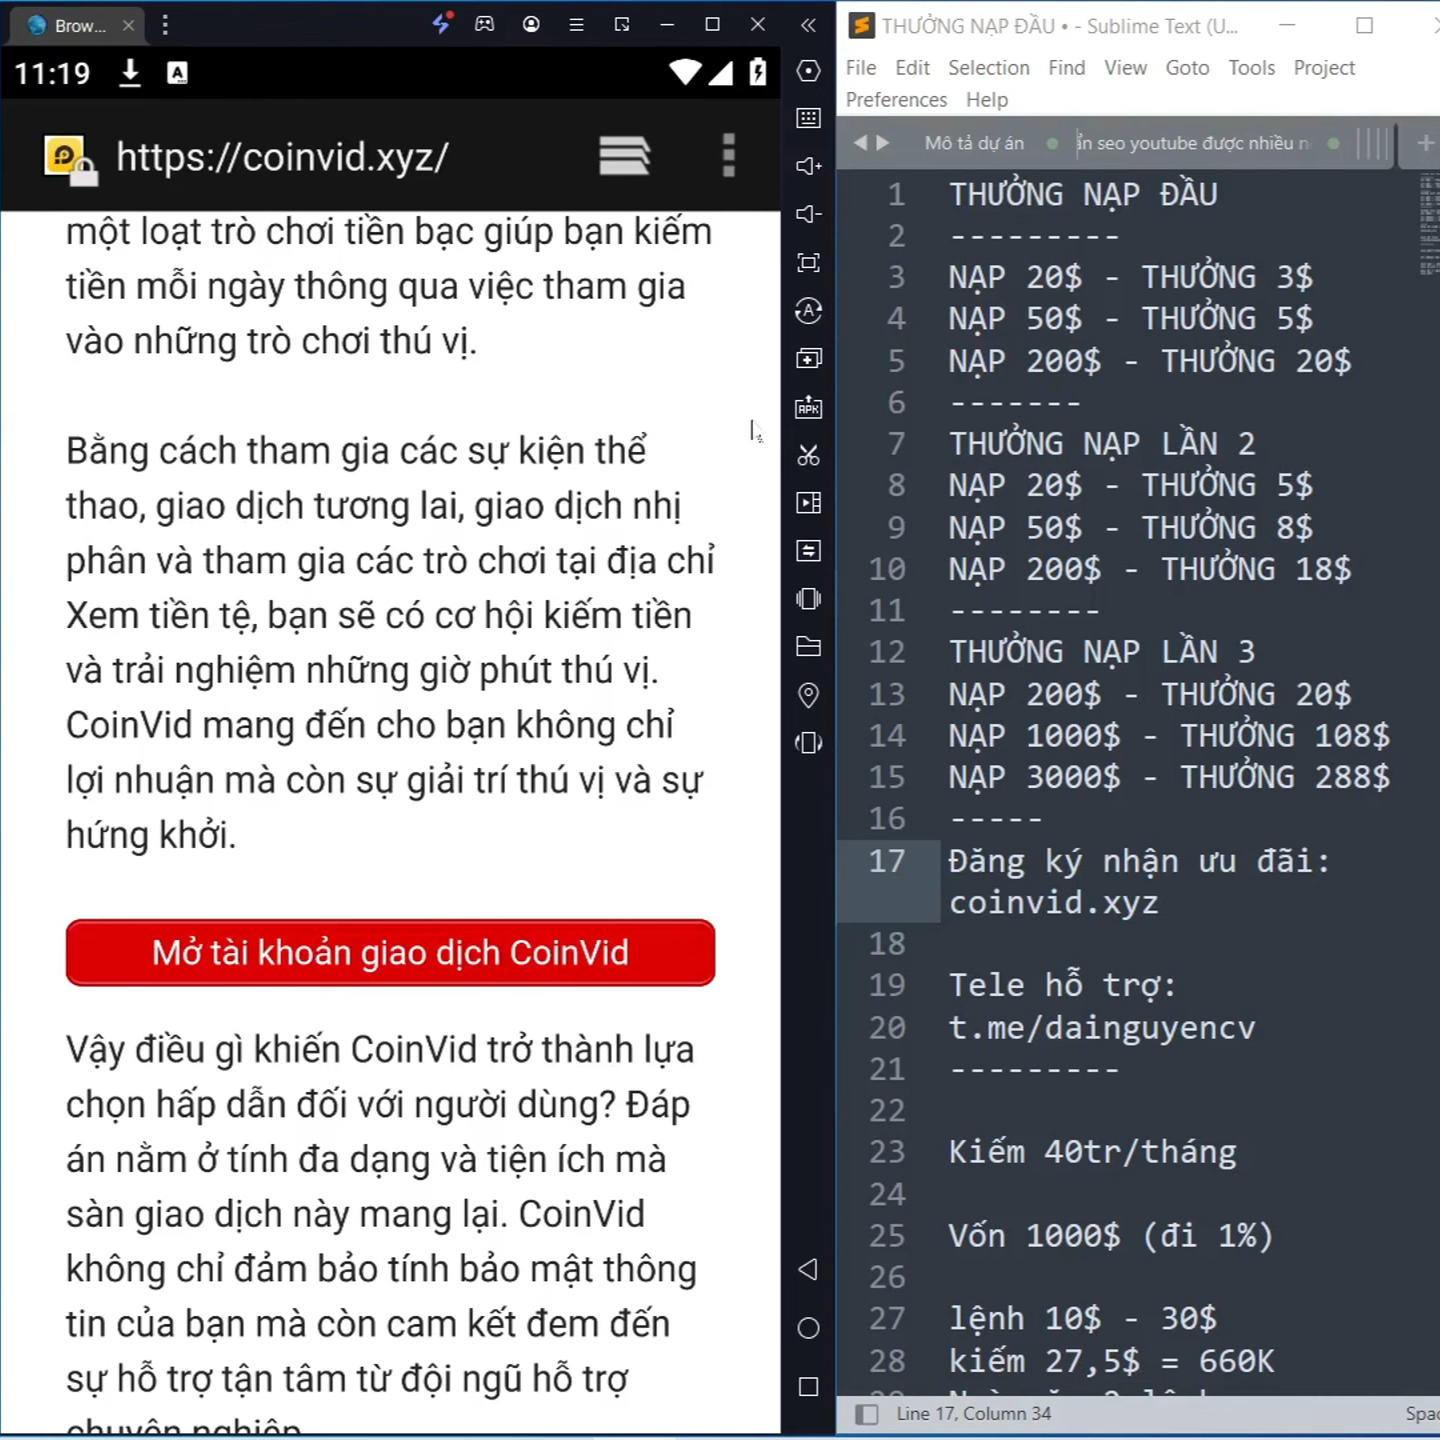 Brow...
11:19
A
https://coinvid.xyz/
một loạt trò chơi tiền bạc giúp bạn kiếm
tiền mỗi ngày thông qua việc tham gia
vào những trò chơi thú vị.
Bằng cách tham gia các sự kiện thể
thao, giao dịch tương lai, giao dịch nhị
phân và tham gia các trò chơi tại địa chỉ
Xem tiền tệ, bạn sẽ có cơ hội kiếm tiền
và trải nghiệm những giờ phút thú vị.
CoinVid mang đến cho bạn không chỉ
lợi nhuận mà còn sự giải trí thú vị và sự
hứng khởi.
Mở tài khoản giao dịch CoinVid
Vậy điều gì khiến CoinVid trở thành lựa
chọn hấp dẫn đối với người dùng? Đáp
án nằm ở tính đa dạng và tiện ích mà
sàn giao dịch này mang lại. CoinVid
không chỉ đảm bảo tính bảo mật thông
tin của bạn mà còn cam kết đem đến
sự hỗ trợ tận tâm từ đội ngũ hỗ trợ
chuyên nghiệp
A
APK
THƯỞNG NẠP ĐẦU • - Sublime Text (U...
File Edit Selection Find View Goto Tools Project
Preferences Help
Mô tả dự án
ẩn seo youtube được nhiều n
1 THƯỞNG NẠP ĐẦU
2 ---------
3 NẠP 20$ - THƯỞNG 3$
4 NẠP 50$ - THƯỞNG 5$
5 NẠP 200$ - THƯỞNG 20$
6 -------
7 THƯỞNG NẠP LẦN 2
8 NẠP 20$ - THƯỞNG 5$
9 NẠP 50$ - THƯỞNG 8$
10 NẠP 200$ - THƯỞNG 18$
11 --------
12 THƯỞNG NẠP LẦN 3
13 NẠP 200$ - THƯỞNG 20$
14 NẠP 1000$ - THƯỞNG 108$
15 NẠP 3000$ - THƯỞNG 288$
16 -----
17 Đăng ký nhận ưu đãi:
coinvid.xyz
18
19 Tele hỗ trợ:
20 t.me/dainguyencv
21 ---------
22
23 Kiếm 40tr/tháng
24
25 Vốn 1000$ (đi 1%)
26
27 lệnh 10$ - 30$
28 kiếm 27,5$ = 660K
Line 17, Column 34
Spac